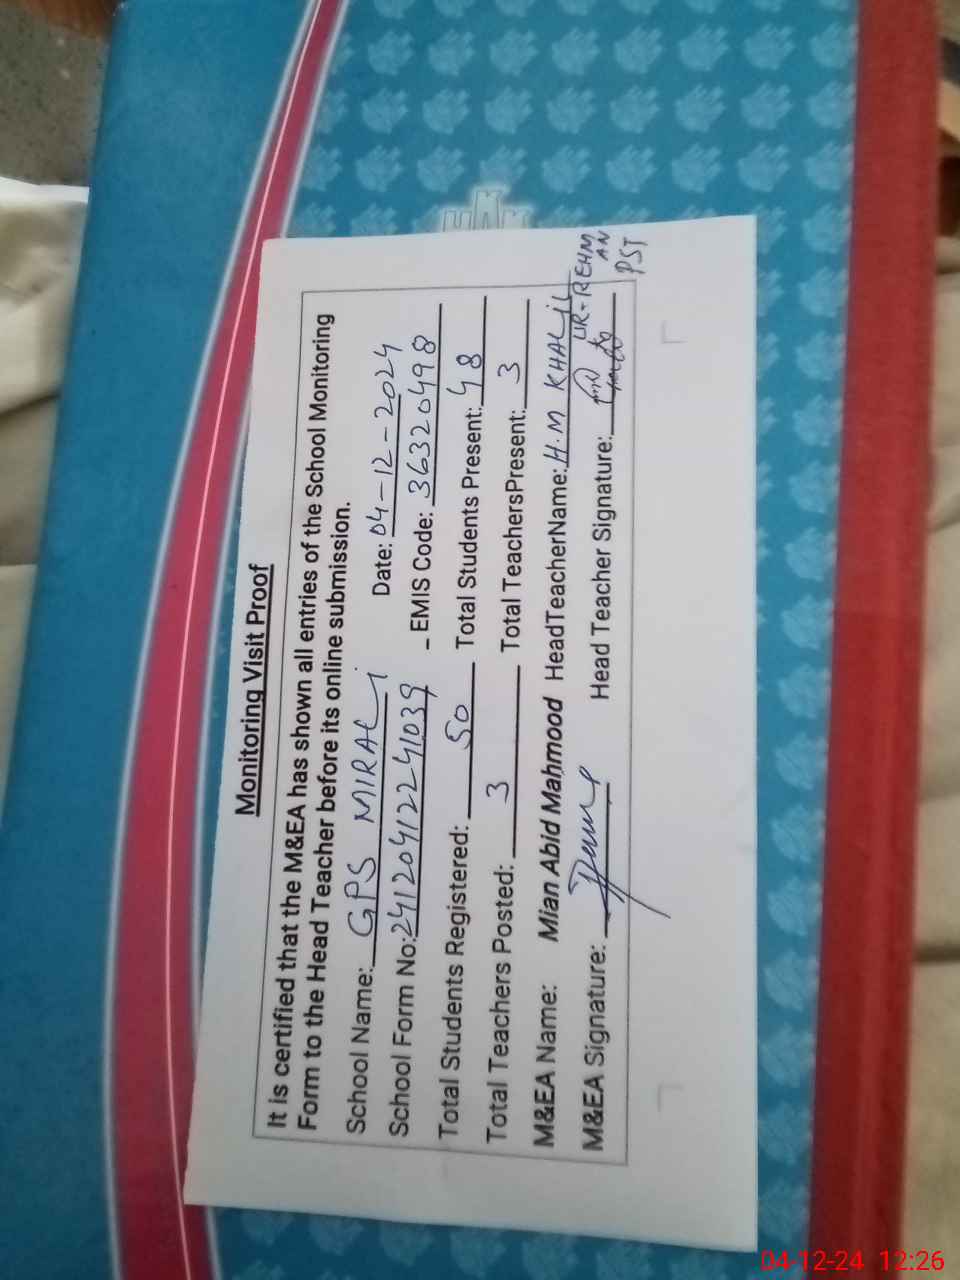 Monitoring Visit Proof
It is certified that the M&EA has shown all entries of the School Monitoring
Form to the Head Teacher before its online submission.
School Name: GPS MIRALi Date: 04-12-2024
School Form No: 24120412241039 - EMIS Code: 36320498
Total Students Registered: 50 Total Students Present: 48
Total Teachers Posted: 3 Total TeachersPresent: 3
M&EA Name: Mian Abid Mahmood HeadTeacherName: H.M KHALiL
UR-REHM
AN
M&EA Signature: Head Teacher Signature: PST
04-12-24 12:26